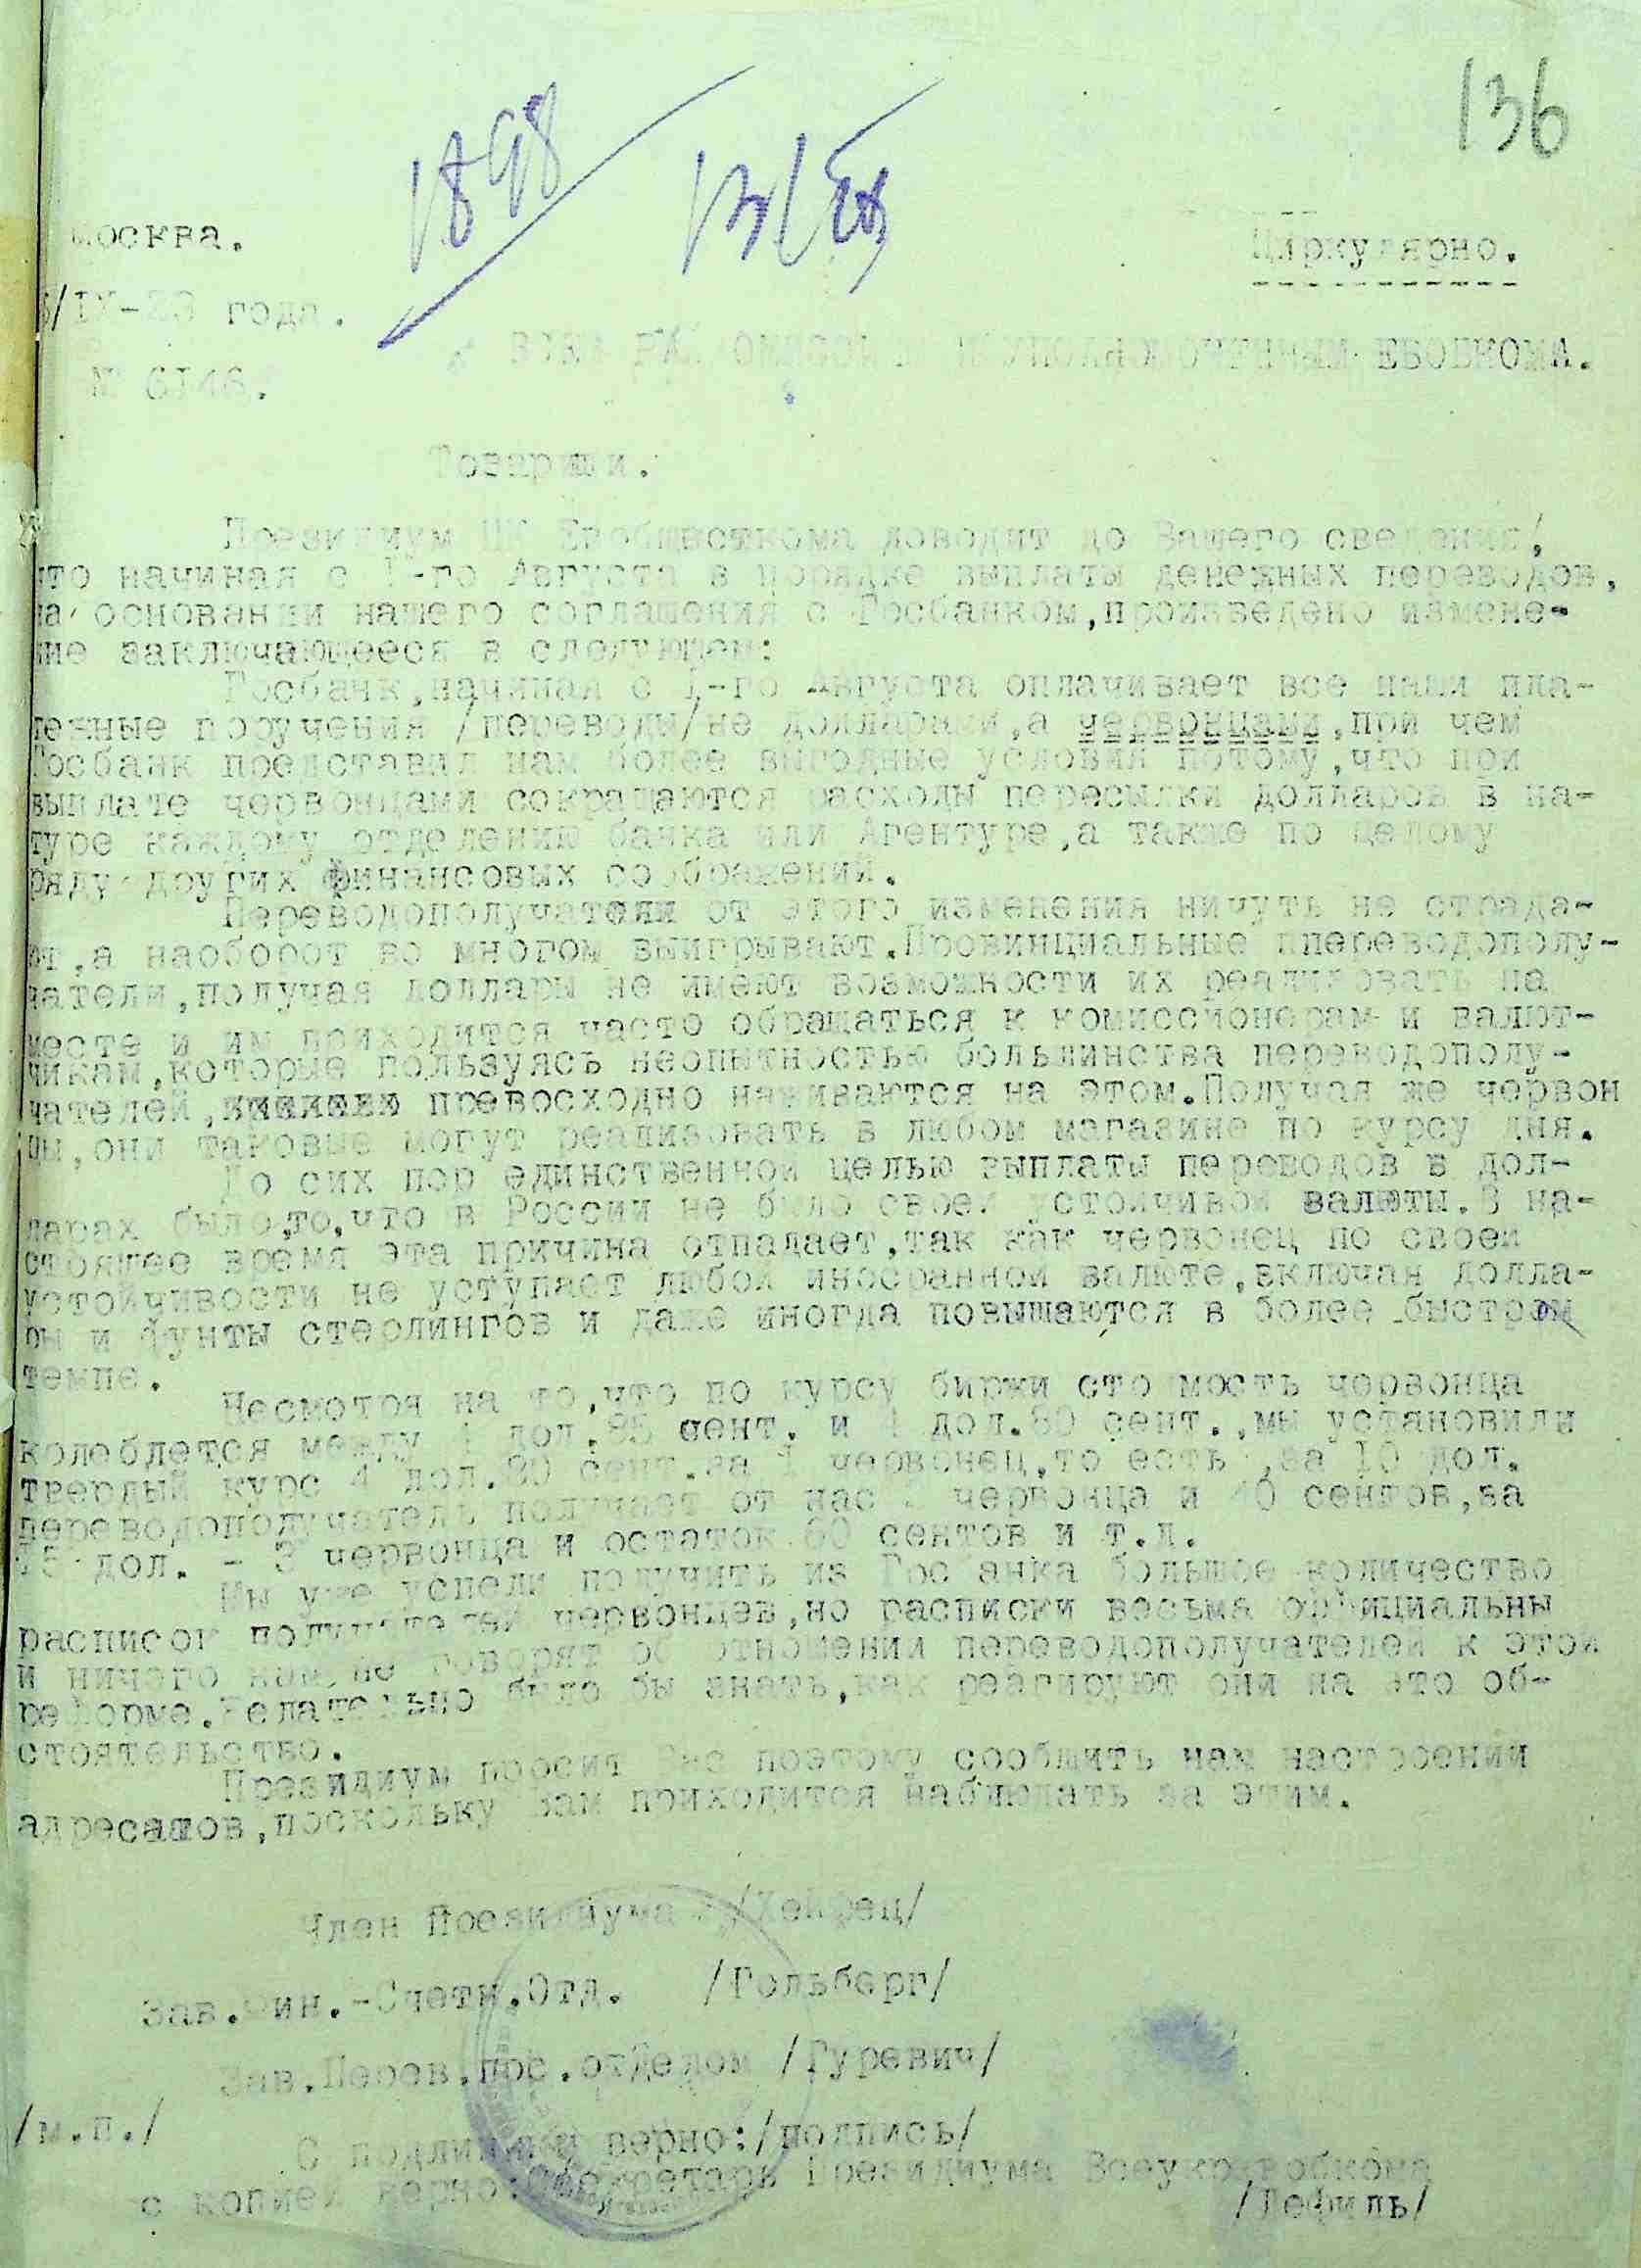 136
1898
Москва.
Циркулярно.
/IX-23 года.
№ 6146.
ВСЕМ УПОЛНОМОЧЕННЫМ ЕВОБКОМА.
Товарищи.
Президиум ЦК Евобщесткома доводит до Вашего сведения,
что начиная с 1-го Августа в порядке выплаты денежных переводов,
на основании нашего соглашения с Госбанком,произведено измене-
ние заключающееся в следующем:
Госбанк,начиная с 1-го Августа оплачивает все наши пла-
тежные поручения /переводы/не долларами,а червонцами,при чем
Госбанк представил нам более выгодные условия потому,что при
выплате червонцами сокращаются расходы пересылки долларов в на-
туре каждому отделению банка или Агентуре,а также по целому
ряду других финансовых соображений.
Переводополучатели от этого изменения ничуть не страда-
ют,а наоборот во многом выигрывают.Провинциальные ппереводополу-
чатели,получая доллары не имеют возможности их реализовать на
месте и им приходится часто обращаться к комиссионерам и валют-
чикам,которые пользуясь неопытностью большинства переводополу-
чателей, превосходно наживаются на этом.Получая же червон
цы,они таковые могут реализовать в любом магазине по курсу дня.
До сих пор единственной целью выплаты переводов в дол-
ларах было,то,что в России не было своей устойчивой валюты.В на-
стоящее время эта причина отпадает,так как червонец по своей
устойчивости не уступает любой иностранной валюте,включая долла-
ры и фунты стерлингов и даже иногда повышаются в более быстром
темпе.
Несмотря на то,что по курсу биржи стоимость червонца
колеблется между 4 дол.95 сент. и 4 дол.80 сент.,мы установили
твердый курс 4 дол.80 сент.за 1 червонец,то есть ,за 10 дол.
переводополучатель получает от нас 2 червонца и 40 сентов,за
15 дол. - 3 червонца и остаток 60 сентов и т.д.
Мы уже успели получить из Госбанка большое количество
расписок получателей червонцев,но расписки весьма официальны
и ничего нам не говорят об отношении переводополучателей к этой
реформе.Желательно было бы знать,как реагируют они на это об-
стоятельство.
Президиум просит Вас поэтому сообщить нам настроении
адресатов,поскольку Вам приходится наблюдать за этим.
Член Президиума /Хейфец/
Зав.Фин.-Счетн.Отд. /Гольберг/
Зав.Перев.пос.отделом /Гуревич/
/м.п./
С подлинным верно:/подпись/
с копией верно:Секретарь Президиума Всеукревобкома
/Тефиль/